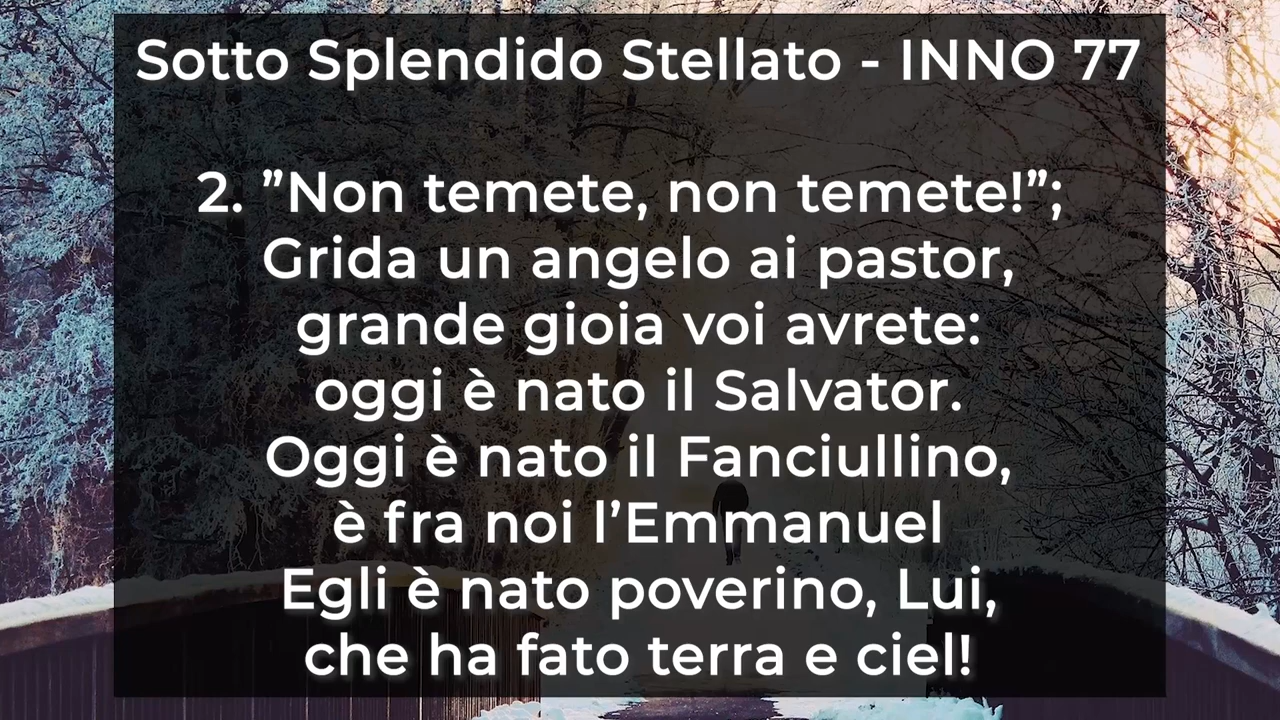 Sotto Splendido Stellato - INNO 77
2. ”Non temete, non temete!”;
Grida un angelo ai pastor,
grande gioia voi avrete:
oggi è nato il Salvator.
Oggi è nato il Fanciullino,
è fra noi l’Emmanuel
Egli è nato poverino, Lui,
che ha fato terra e ciel!